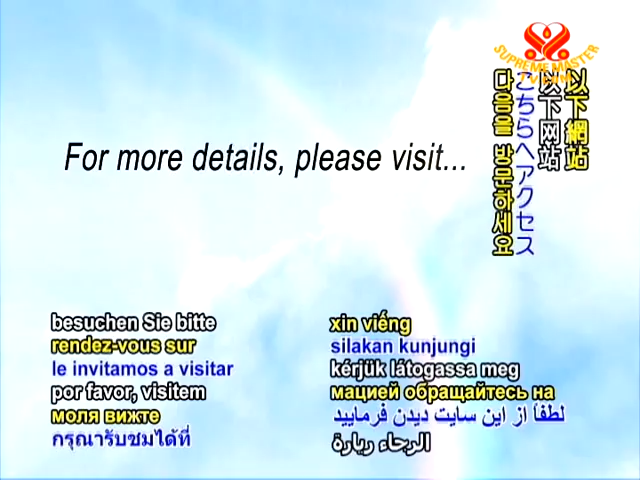 SUPREME MASTER
TV
For more details, please visit...
以下網站
以下网站
こちらへアクセス
다음을 방문하세요
besuchen Sie bitte
rendez-vous sur
le invitamos a visitar
por favor, visitem
моля вижте
กรุณารับชมได้ที่
xin viếng
silakan kunjungi
kérjük látogassa meg
мацией обращайтесь на
لطفاً از این سایت دیدن فرمایید
الرجاء زيارة